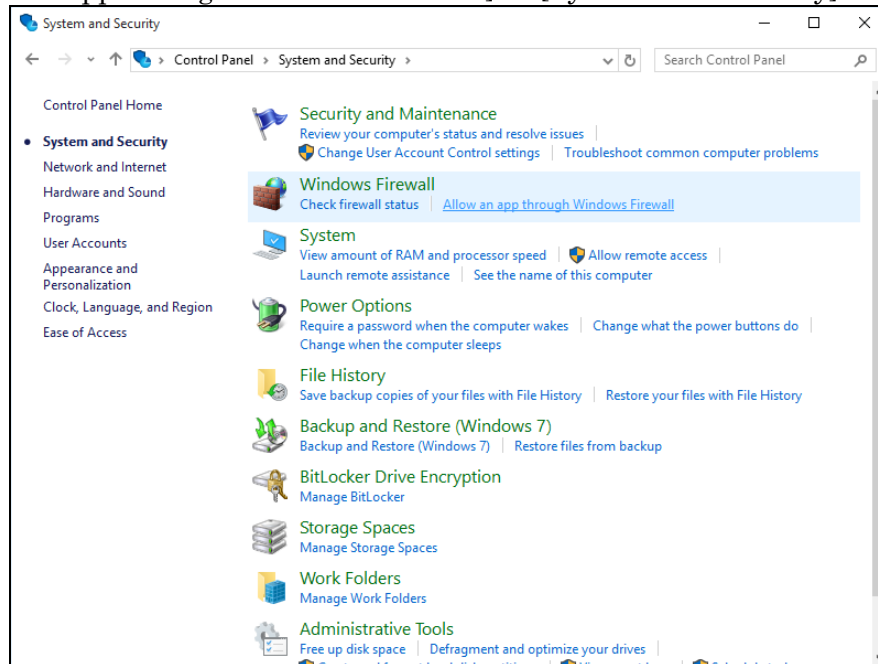 System and Security
Control Panel > System and Security >
Search Control Panel
Control Panel Home
System and Security
Network and Internet
Hardware and Sound
Programs
User Accounts
Appearance and
Personalization
Clock, Language, and Region
Ease of Access
Security and Maintenance
Review your computer's status and resolve issues
Change User Account Control settings
Troubleshoot common computer problems
Windows Firewall
Check firewall status
Allow an app through Windows Firewall
System
View amount of RAM and processor speed
Allow remote access
Launch remote assistance
See the name of this computer
Power Options
Require a password when the computer wakes
Change what the power buttons do
Change when the computer sleeps
File History
Save backup copies of your files with File History
Restore your files with File History
Backup and Restore (Windows 7)
Backup and Restore (Windows 7)
Restore files from backup
BitLocker Drive Encryption
Manage BitLocker
Storage Spaces
Manage Storage Spaces
Work Folders
Manage Work Folders
Administrative Tools
Free up disk space
Defragment and optimize your drives